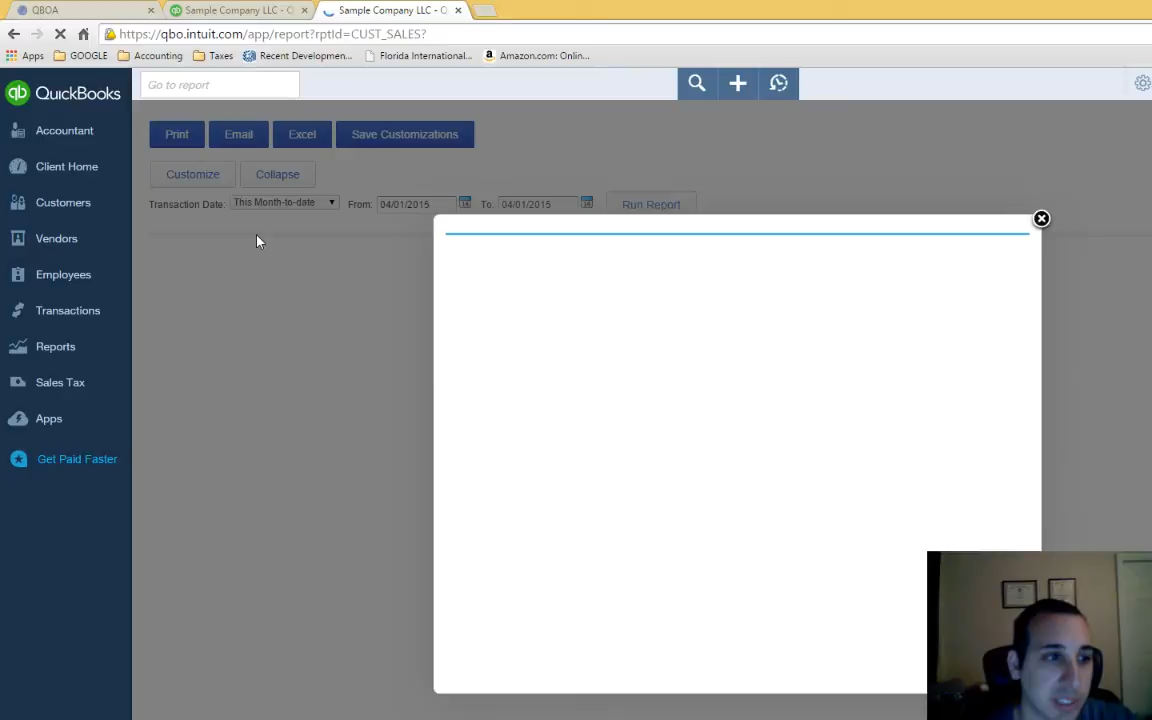 QBOA
Sample Company LLC - Q
Sample Company LLC - Q
https://qbo.intuit.com/app/report?rptId=CUST_SALES?
Apps GOOGLE Accounting Taxes Recent Developmen... Florida International... Amazon.com: Onlin...
qb QuickBooks
Go to report
Accountant
Client Home
Customers
Vendors
Employees
Transactions
Reports
Sales Tax
Apps
Get Paid Faster
Print Email Excel Save Customizations
Customize Collapse
Transaction Date: This Month-to-date From: 04/01/2015 To: 04/01/2015 Run Report